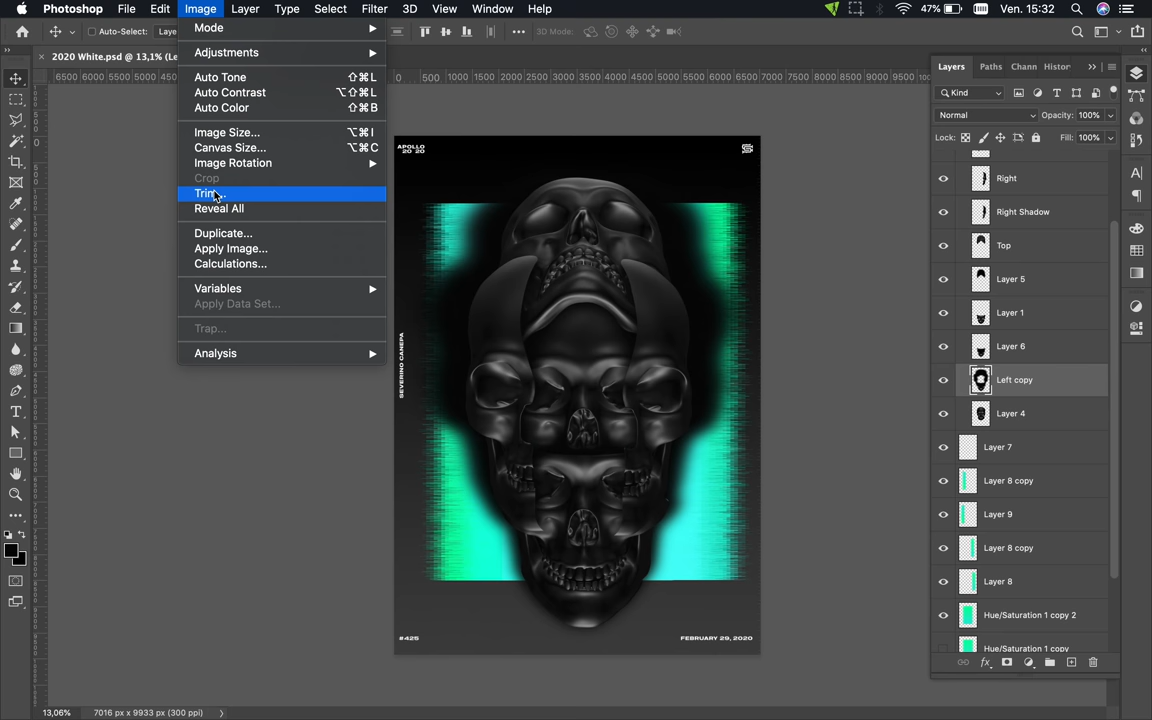 Photoshop File Edit Image Layer Type Select Filter 3D View Window Help 47% Ven. 15:32
Auto-Select: Laye 3D Mode:
2020 White.psd @ 13,1% (Le
6500 6000 5500 5000 450 0 500 1000 1500 2000 2500 3000 3500 4000 4500 5000 5500 6000 6500 7000 7500 8000 8500 9000 9500 10000
Mode
Adjustments
Auto Tone ⇧⌘L
Auto Contrast ⌥⇧⌘L
Auto Color ⇧⌘B
Image Size... ⌥⌘I
Canvas Size... ⌥⌘C
Image Rotation
Crop
Trim...
Reveal All
Duplicate...
Apply Image...
Calculations...
Variables
Apply Data Set...
Trap...
Analysis
APOLLO
20 20
SEVERINO CANEPA
#425
FEBRUARY 29, 2020
Layers Paths Chann Histor
Kind
Normal Opacity: 100%
Lock: Fill: 100%
Right
Right Shadow
Top
Layer 5
Layer 1
Layer 6
Left copy
Layer 4
Layer 7
Layer 8 copy
Layer 9
Layer 8 copy
Layer 8
Hue/Saturation 1 copy 2
Hue/Saturation 1 copy
13,06% 7016 px x 9933 px (300 ppi)